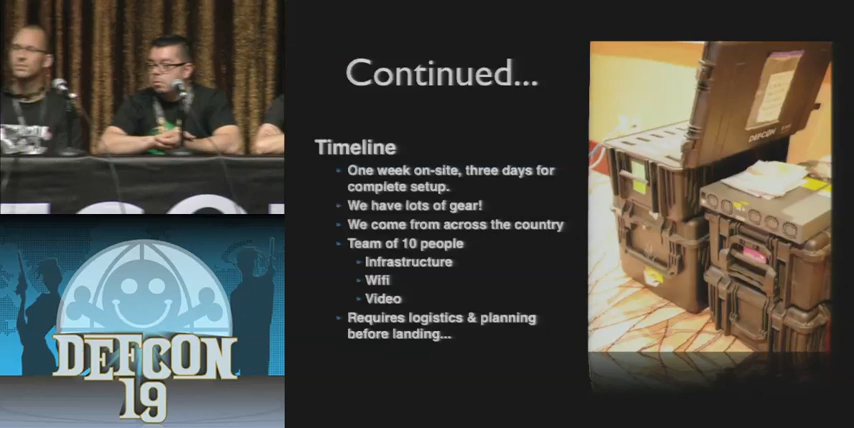 Continued...
Timeline
One week on-site, three days for
complete setup.
We have lots of gear!
We come from across the country
Team of 10 people
Infrastructure
Wifi
Video
Requires logistics & planning
before landing...
DEFCON
DEFCON
19